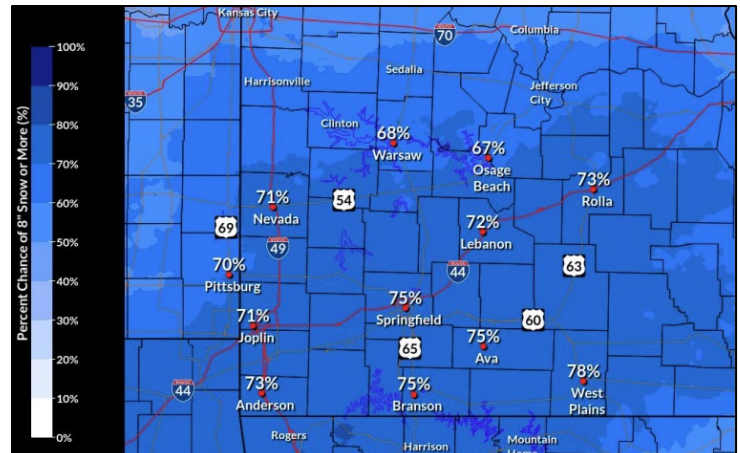 Percent Chance of 8" Snow or More (%)
100%
90%
80%
70%
60%
50%
40%
30%
20%
10%
0%
Kansas City
70
Columbia
Harrisonville
Sedalia
Jefferson
City
35
Clinton
68%
Warsaw
67%
Osage
Beach
73%
Rolla
71%
Nevada
54
69
49
72%
Lebanon
63
70%
Pittsburg
44
75%
Springfield
71%
Joplin
60
65
75%
Ava
73%
Anderson
44
75%
Branson
78%
West
Plains
Rogers
Harrison
Mountain